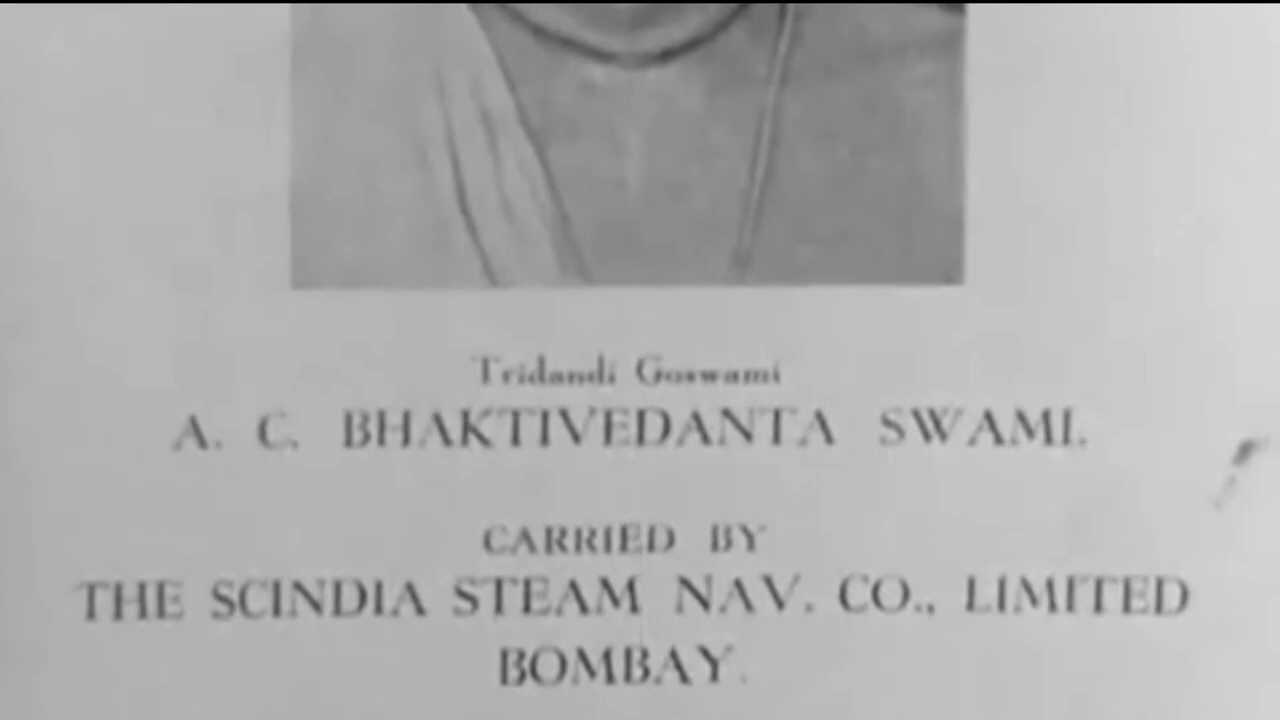 Tridandi Goswami
A. C. BHAKTIVEDANTA SWAMI.
CARRIED BY
THE SCINDIA STEAM NAV. CO., LIMITED
BOMBAY.